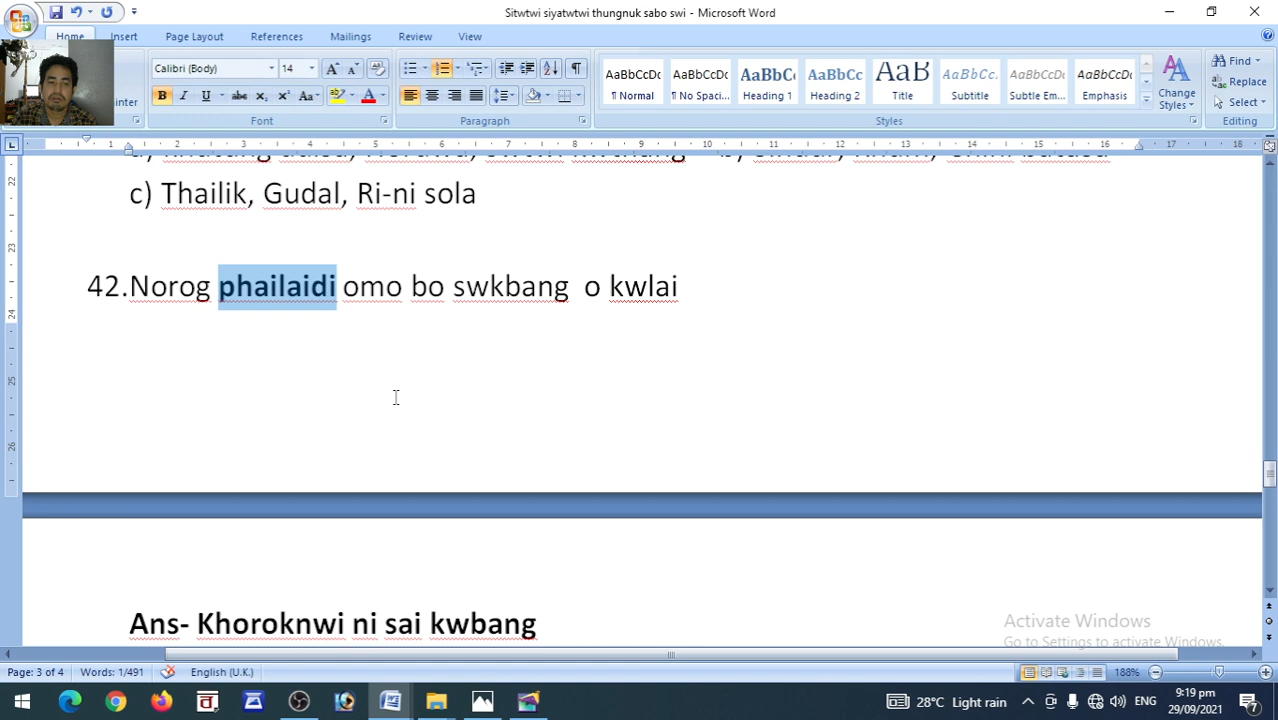 Sitwtwi siyatwtwi thungnuk sabo swi - Microsoft Word
Home Insert Page Layout References Mailings Review View
Calibri (Body) 14
AaBbCcDc AaBbCcDc AaBbCc AaBbCc AaB AaBbCc. AaBbCcDc AaBbCcDc
¶ Normal ¶ No Spaci... Heading 1 Heading 2 Title Subtitle Subtle Em... Emphasis
Change Styles
Find
Replace
Select
Font Paragraph Styles Editing
c) Thailik, Gudal, Ri-ni sola
42.Norog phailaidi omo bo swkbang o kwlai
Ans- Khoroknwi ni sai kwbang
Activate Windows
Go to Settings to activate Windows.
Page: 3 of 4 Words: 1/491 English (U.K.) 188%
28°C Light rain ENG 9:19 pm
29/09/2021 7